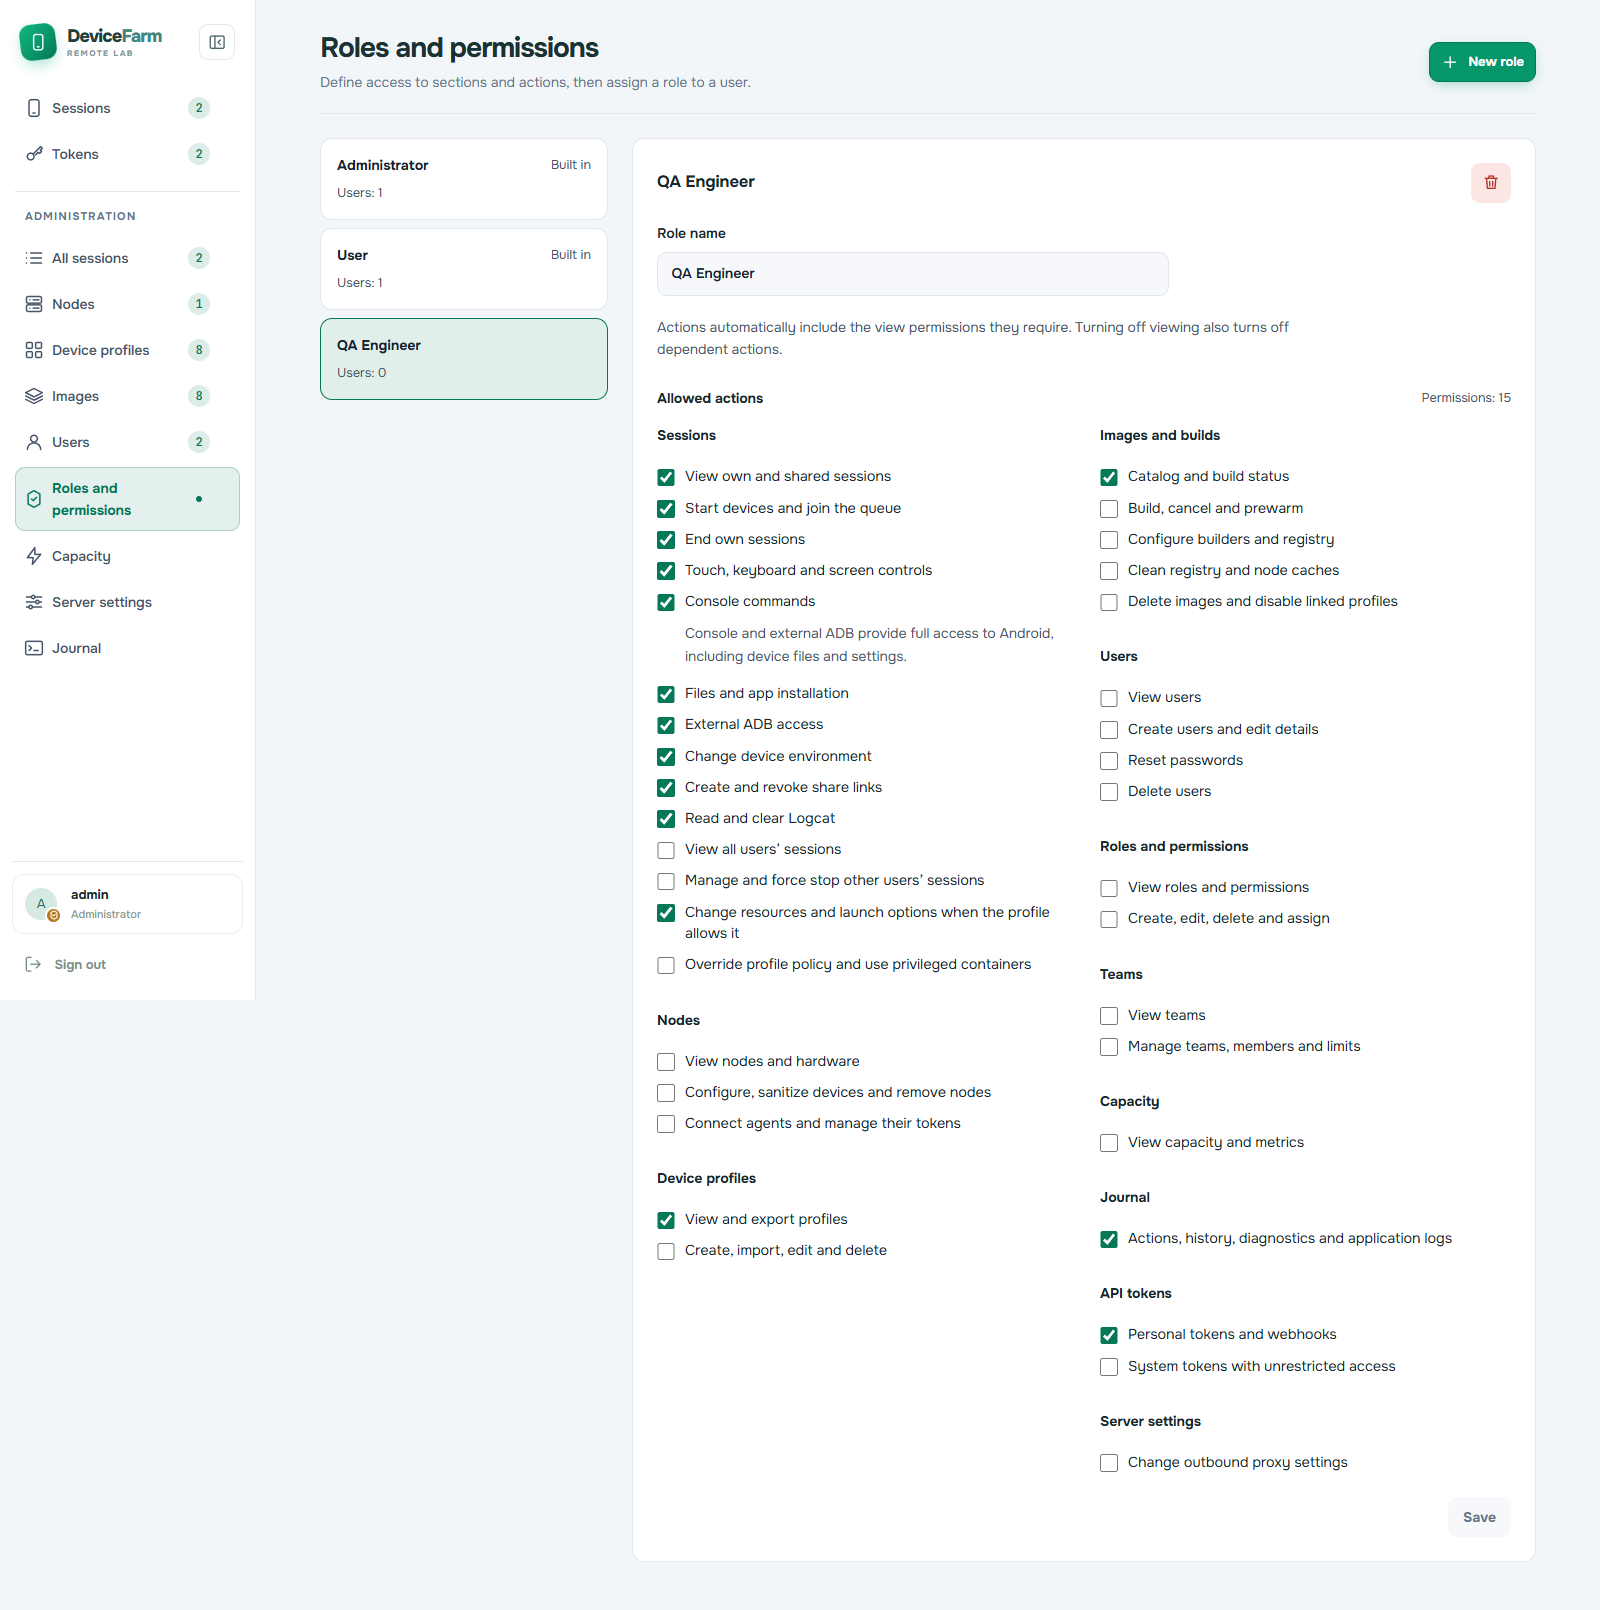 DeviceFarm
REMOTE LAB
Sessions 2
Tokens 2
ADMINISTRATION
All sessions 2
Nodes 1
Device profiles 8
Images 8
Users 2
Roles and
permissions
Capacity
Server settings
Journal
A
admin
Administrator
Sign out
Roles and permissions
Define access to sections and actions, then assign a role to a user.
New role
Administrator Built in
Users: 1
User Built in
Users: 1
QA Engineer
Users: 0
QA Engineer
Role name
QA Engineer
Actions automatically include the view permissions they require. Turning off viewing also turns off
dependent actions.
Allowed actions Permissions: 15
Sessions
View own and shared sessions
Start devices and join the queue
End own sessions
Touch, keyboard and screen controls
Console commands
Console and external ADB provide full access to Android,
including device files and settings.
Files and app installation
External ADB access
Change device environment
Create and revoke share links
Read and clear Logcat
View all users’ sessions
Manage and force stop other users’ sessions
Change resources and launch options when the profile
allows it
Override profile policy and use privileged containers
Nodes
View nodes and hardware
Configure, sanitize devices and remove nodes
Connect agents and manage their tokens
Device profiles
View and export profiles
Create, import, edit and delete
Images and builds
Catalog and build status
Build, cancel and prewarm
Configure builders and registry
Clean registry and node caches
Delete images and disable linked profiles
Users
View users
Create users and edit details
Reset passwords
Delete users
Roles and permissions
View roles and permissions
Create, edit, delete and assign
Teams
View teams
Manage teams, members and limits
Capacity
View capacity and metrics
Journal
Actions, history, diagnostics and application logs
API tokens
Personal tokens and webhooks
System tokens with unrestricted access
Server settings
Change outbound proxy settings
Save